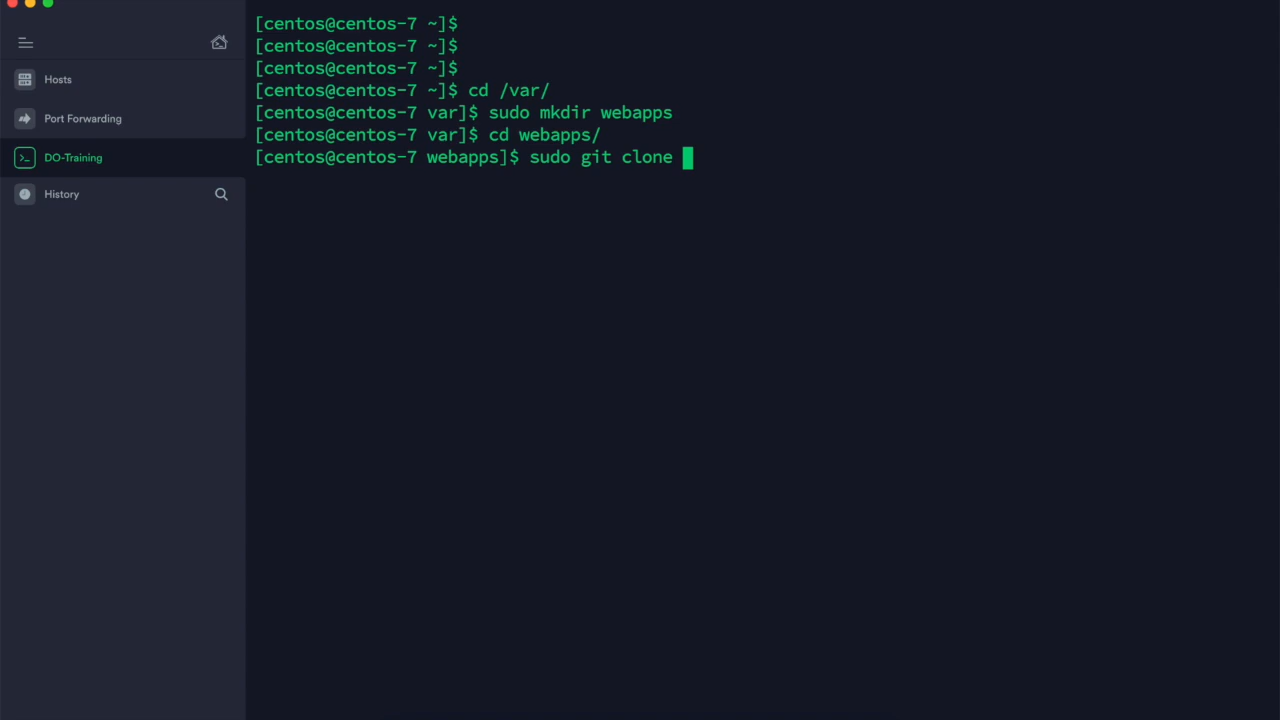 Hosts
Port Forwarding
DO-Training
History
[centos@centos-7 ~]$
[centos@centos-7 ~]$
[centos@centos-7 ~]$
[centos@centos-7 ~]$ cd /var/
[centos@centos-7 var]$ sudo mkdir webapps
[centos@centos-7 var]$ cd webapps/
[centos@centos-7 webapps]$ sudo git clone